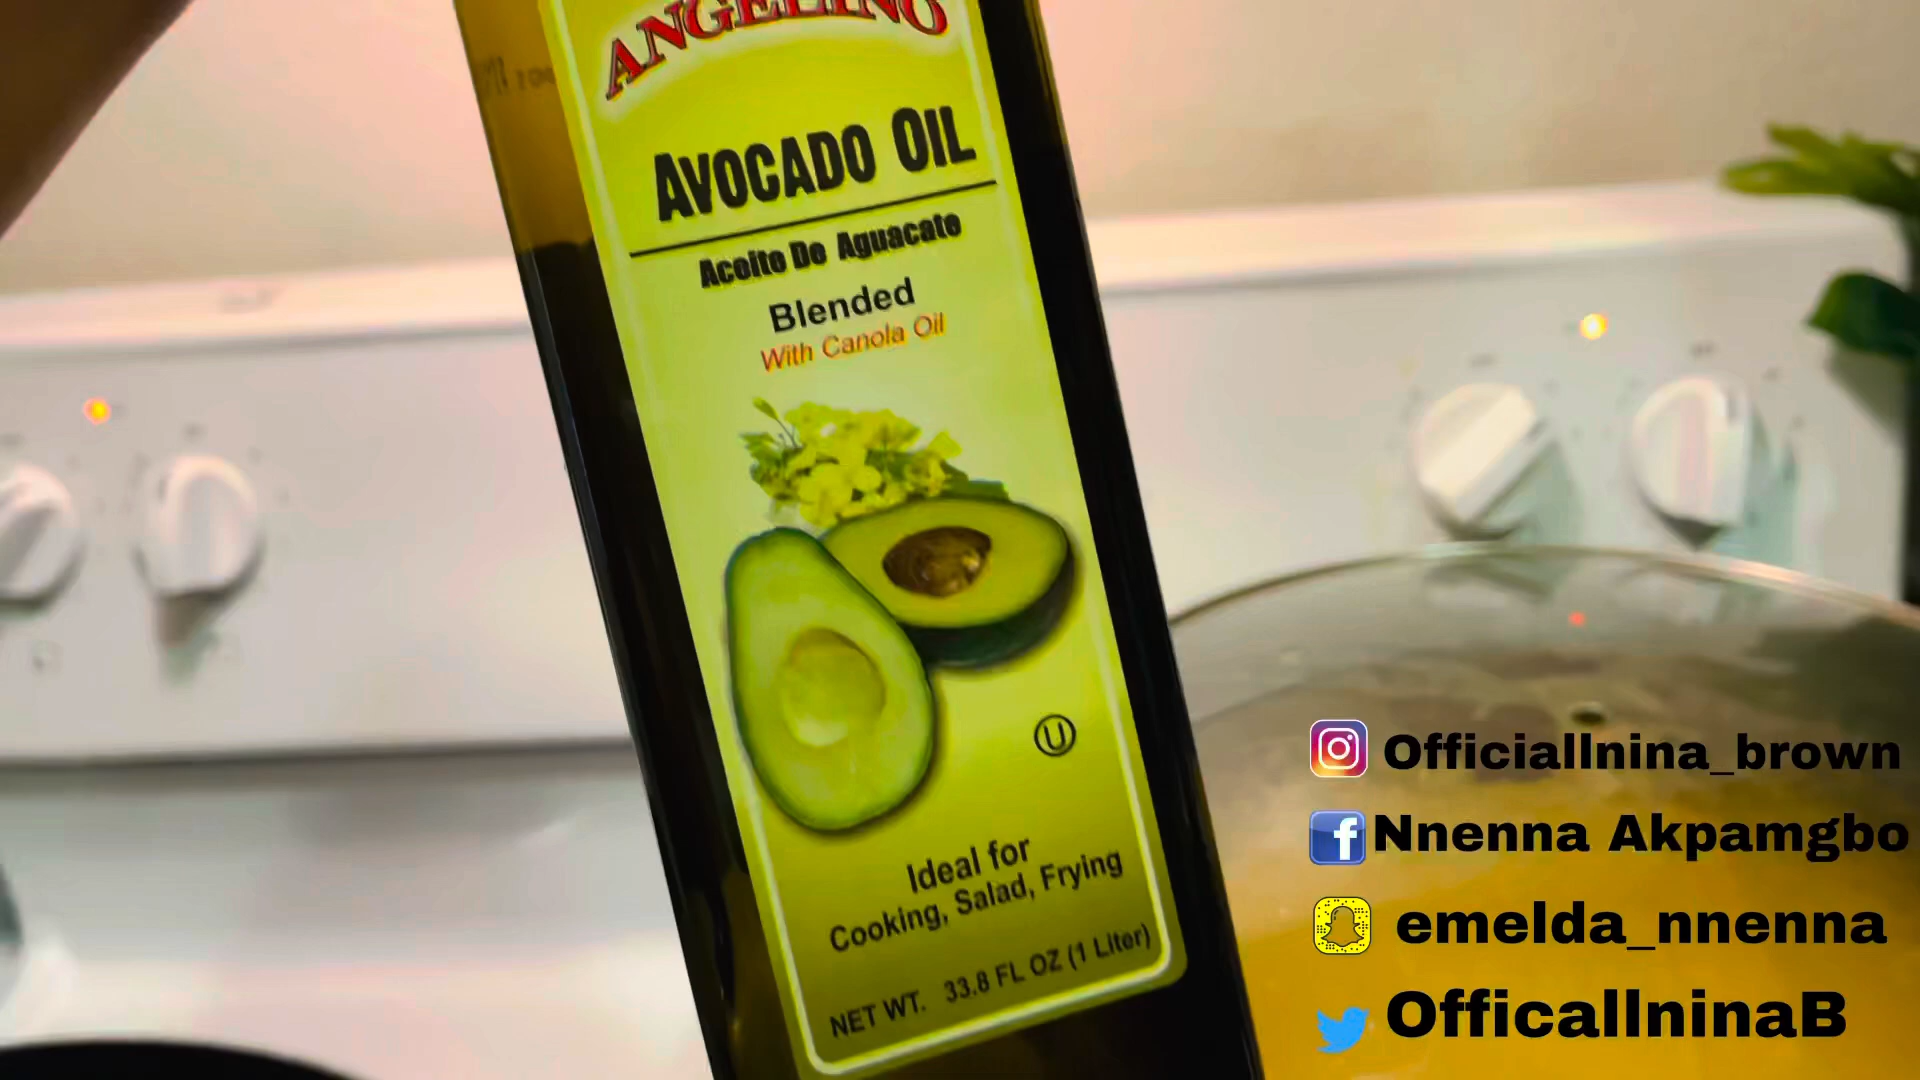 ANGELINO
AVOCADO OIL
Aceite De Aguacate
Blended
With Canola Oil
U
Ideal for
Cooking, Salad, Frying
NET WT. 33.8 FL OZ (1 Liter)
Officiallnina_brown
Nnenna Akpamgbo
emelda_nnenna
OfficallninaB